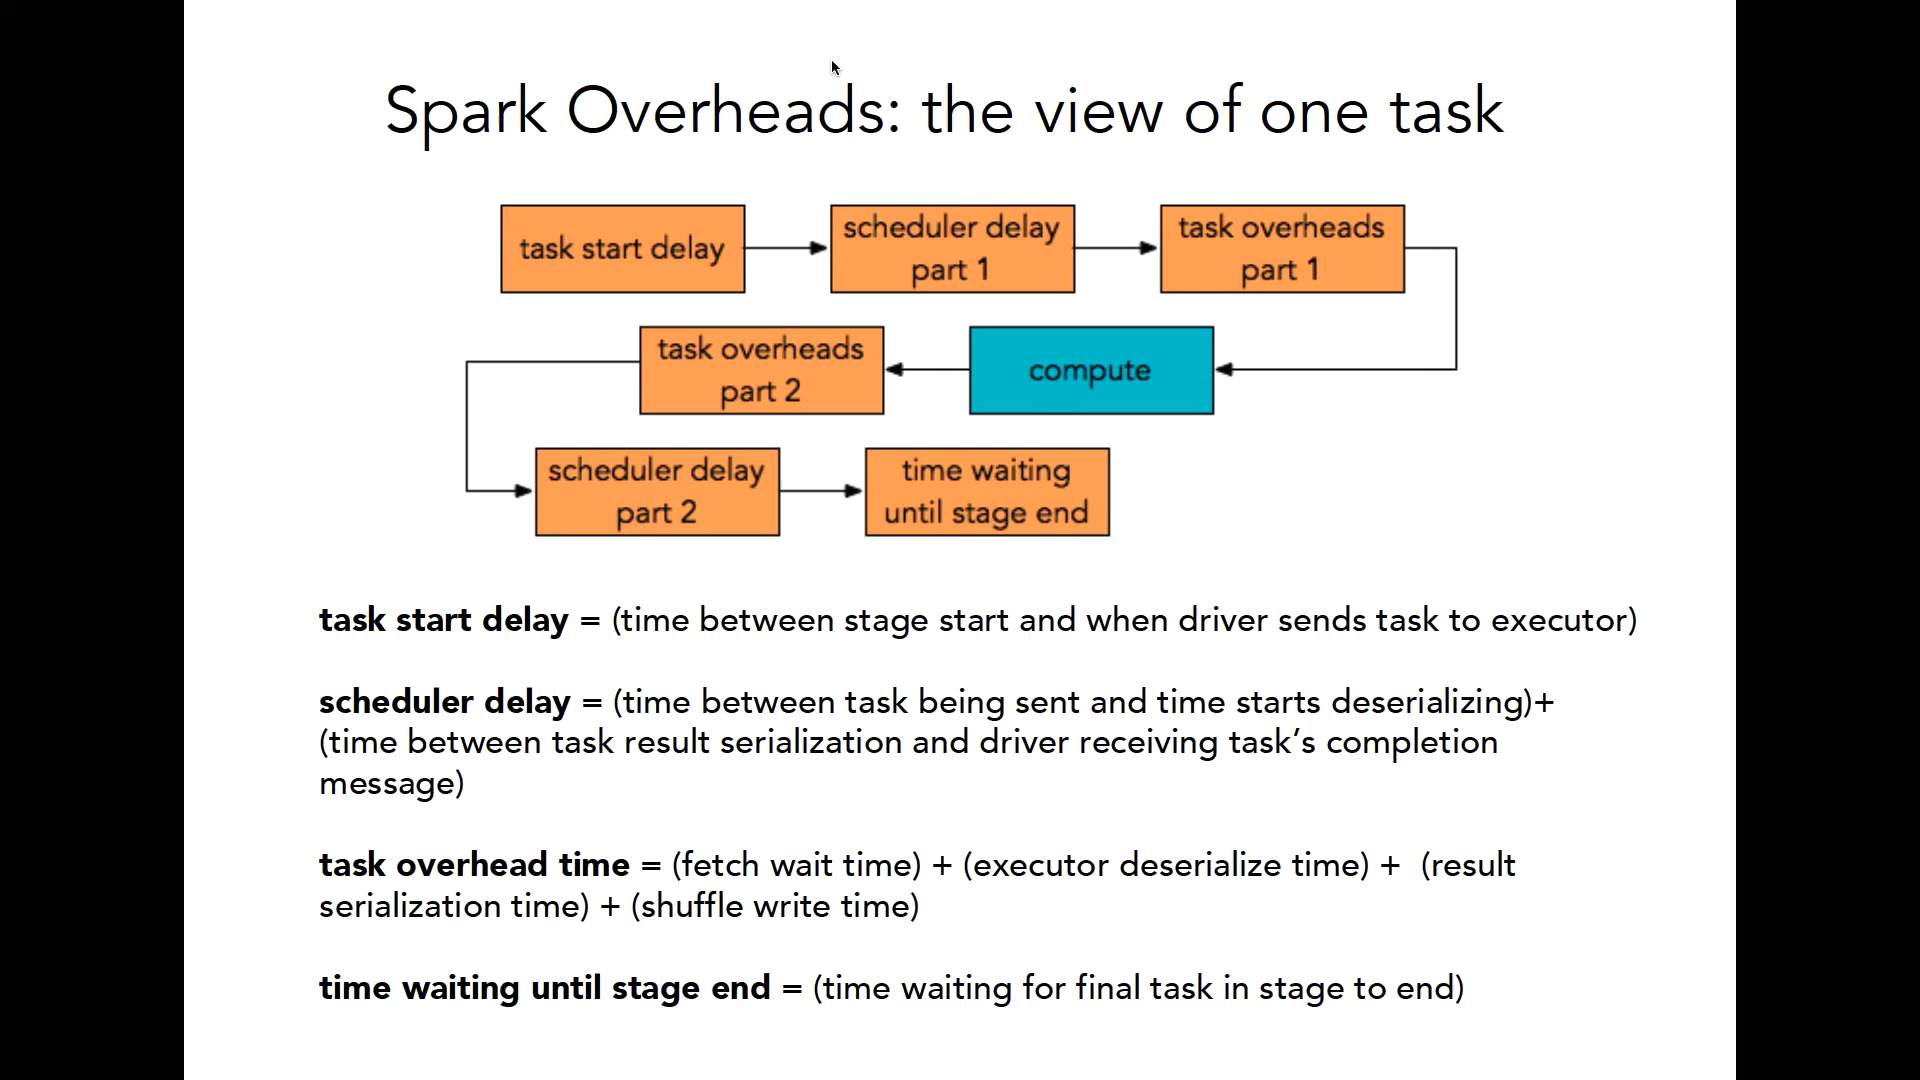 Spark Overheads: the view of one task
task start delay
scheduler delay
part 1
task overheads
part 1
compute
task overheads
part 2
scheduler delay
part 2
time waiting
until stage end
task start delay = (time between stage start and when driver sends task to executor)
scheduler delay = (time between task being sent and time starts deserializing)+
(time between task result serialization and driver receiving task’s completion
message)
task overhead time = (fetch wait time) + (executor deserialize time) + (result
serialization time) + (shuffle write time)
time waiting until stage end = (time waiting for final task in stage to end)